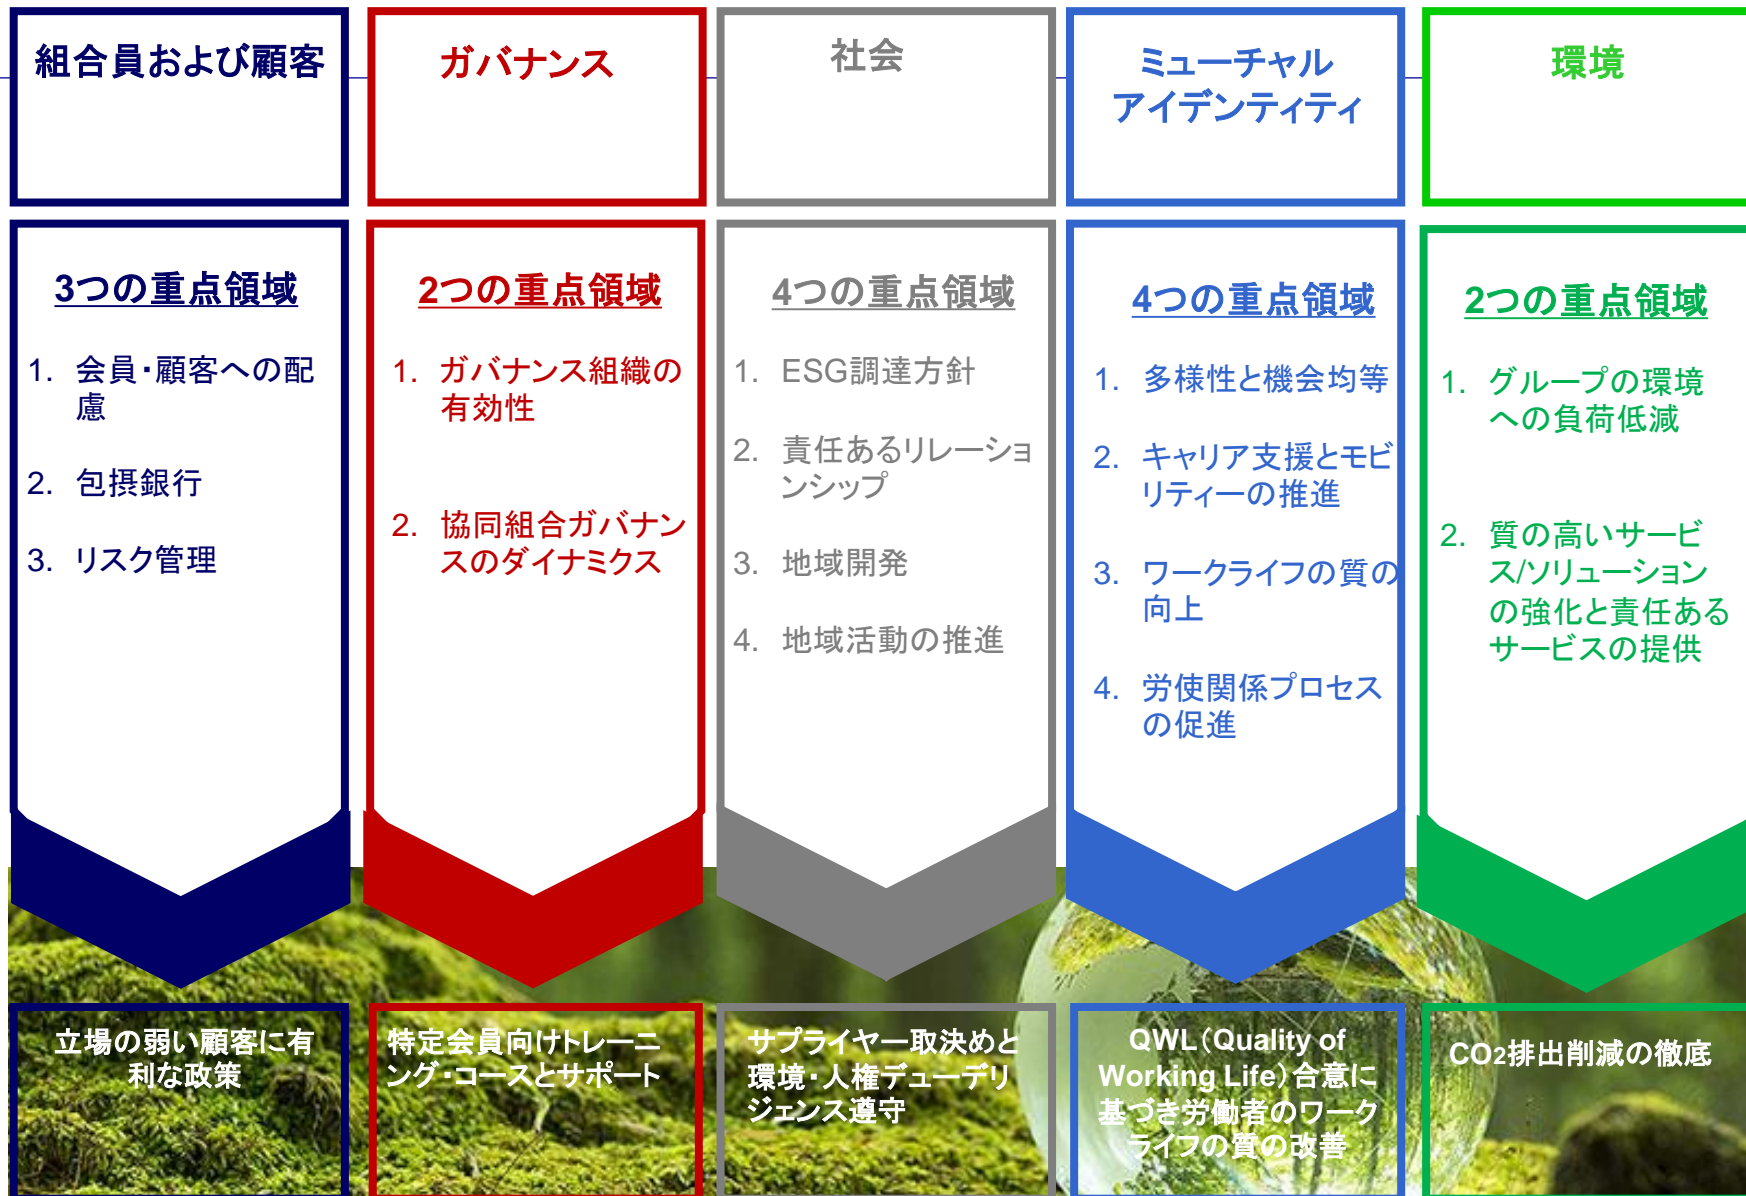 組合員および顧客
ガバナンス
社会
ミューチャル
アイデンティティ
環境
3つの重点領域
1. 会員・顧客への配
慮
2. 包摂銀行
3. リスク管理
2つの重点領域
1. ガバナンス組織の
有効性
2. 協同組合ガバナン
スのダイナミクス
4つの重点領域
1. ESG調達方針
2. 責任あるリレーショ
ンシップ
3. 地域開発
4. 地域活動の推進
4つの重点領域
1. 多様性と機会均等
2. キャリア支援とモビ
リティーの推進
3. ワークライフの質の
向上
4. 労使関係プロセス
の促進
2つの重点領域
1. グループの環境
への負荷低減
2. 質の高いサービ
ス/ソリューション
の強化と責任ある
サービスの提供
立場の弱い顧客に有
利な政策
特定会員向けトレーニ
ング・コースとサポート
サプライヤー取決めと
環境・人権デューデリ
ジェンス遵守
QWL（Quality of
Working Life）合意に
基づき労働者のワーク
ライフの質の改善
CO2排出削減の徹底